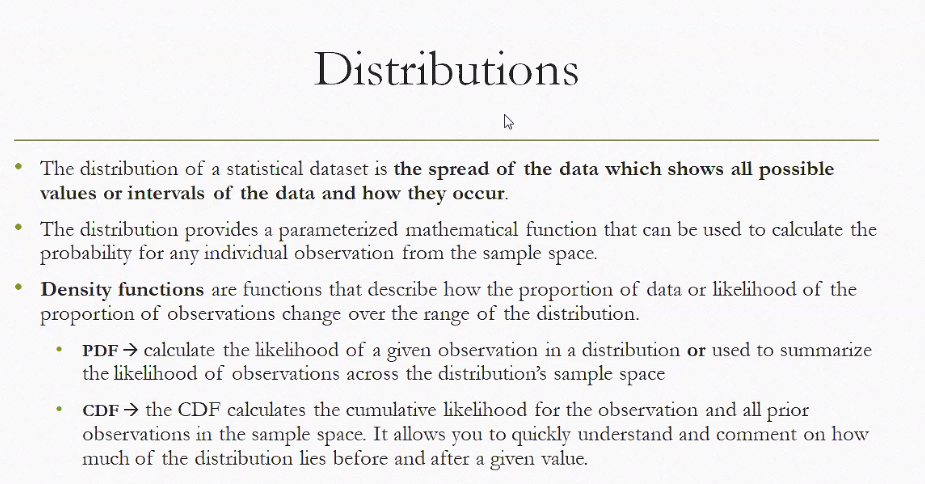 Distributions
• The distribution of a statistical dataset is the spread of the data which shows all possible
values or intervals of the data and how they occur.
• The distribution provides a parameterized mathematical function that can be used to calculate the
probability for any individual observation from the sample space.
• Density functions are functions that describe how the proportion of data or likelihood of the
proportion of observations change over the range of the distribution.
• PDF → calculate the likelihood of a given observation in a distribution or used to summarize
the likelihood of observations across the distribution's sample space
• CDF → the CDF calculates the cumulative likelihood for the observation and all prior
observations in the sample space. It allows you to quickly understand and comment on how
much of the distribution lies before and after a given value.